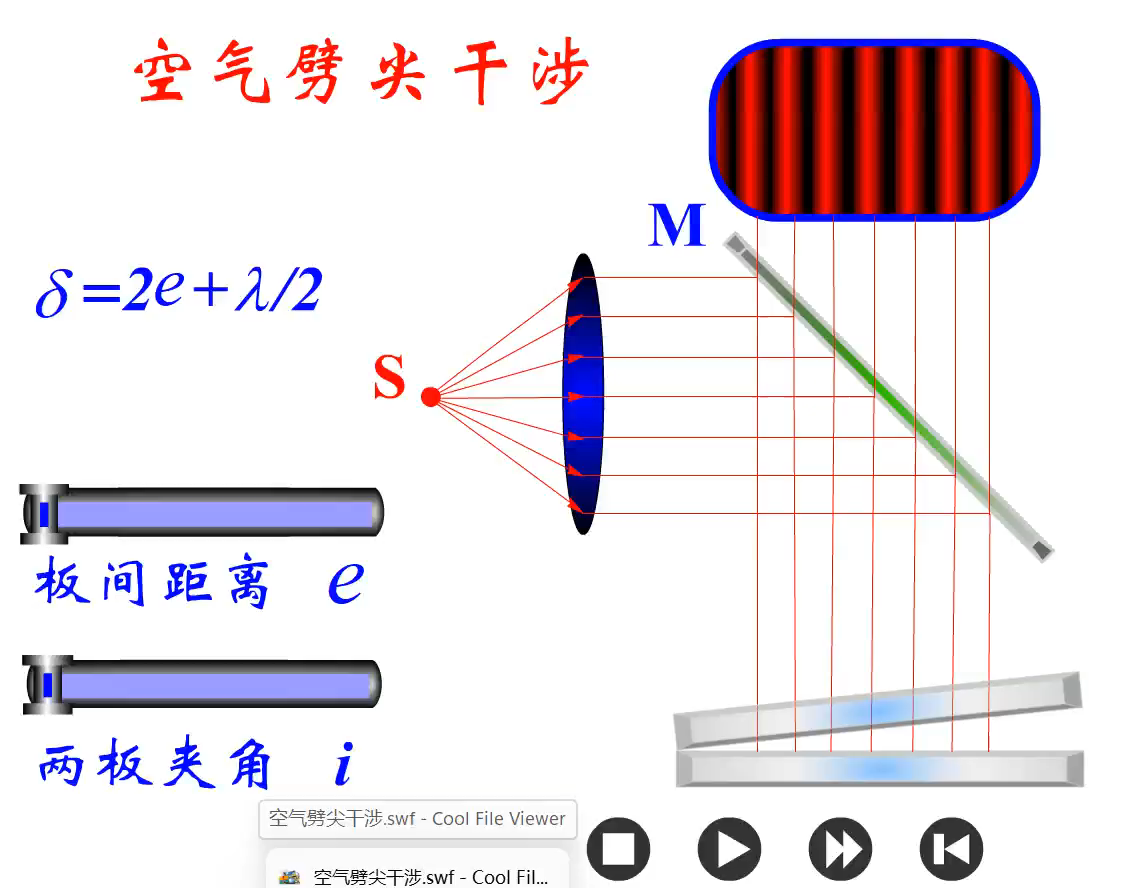 空气劈尖干涉
M
δ=2e+λ/2
S
板间距离 e
两板夹角 i
空气劈尖干涉.swf - Cool File Viewer
空气劈尖干涉.swf - Cool Fil...